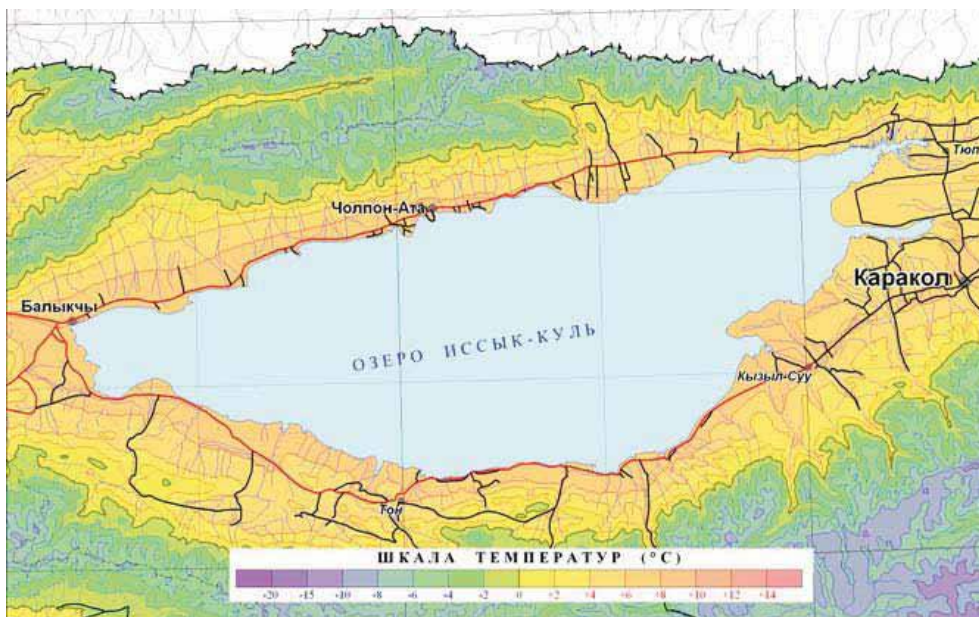 Тюп
Чолпон-Ата
Каракол
Балыкчы
ОЗЕРО ИССЫК-КУЛЬ
Кызыл-Суу
Тон
ШКАЛА ТЕМПЕРАТУР (°С)
-20 -15 -10 -8 -6 -4 -2 0 +2 +4 +6 +8 +10 +12 +14